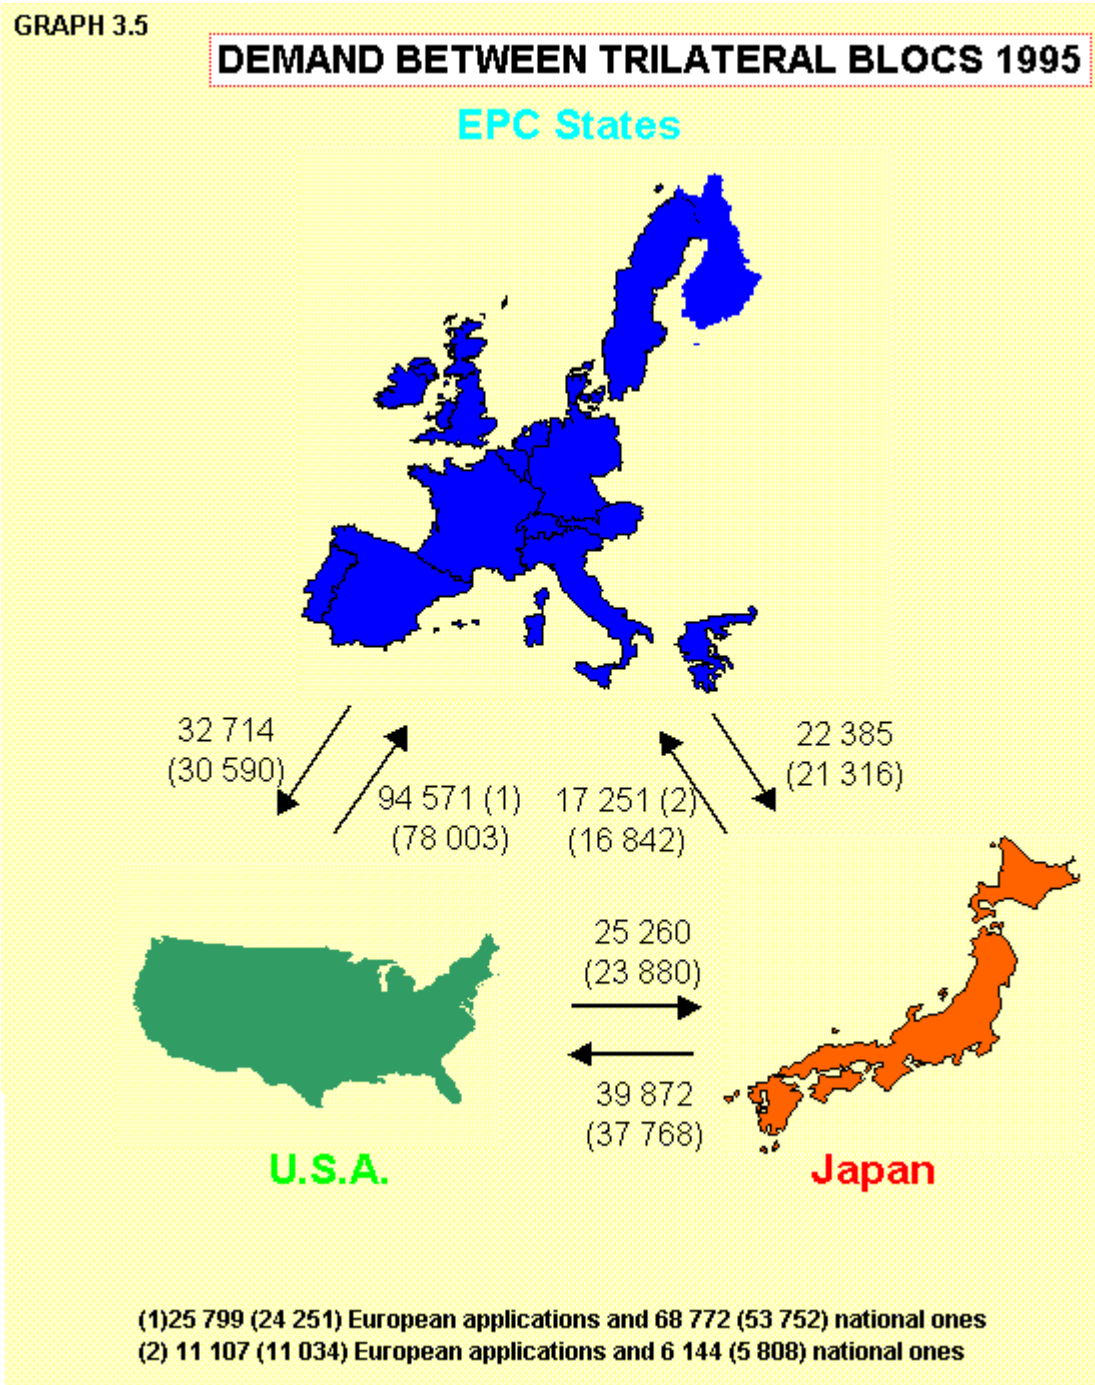 GRAPH 3.5
DEMAND BETWEEN TRILATERAL BLOCS 1995
EPC States
32 714
(30 590)
94 571 (1)
(78 003)
17 251 (2)
(16 842)
22 385
(21 316)
25 260
(23 880)
39 872
(37 768)
U.S.A.
Japan
(1)25 799 (24 251) European applications and 68 772 (53 752) national ones
(2) 11 107 (11 034) European applications and 6 144 (5 808) national ones